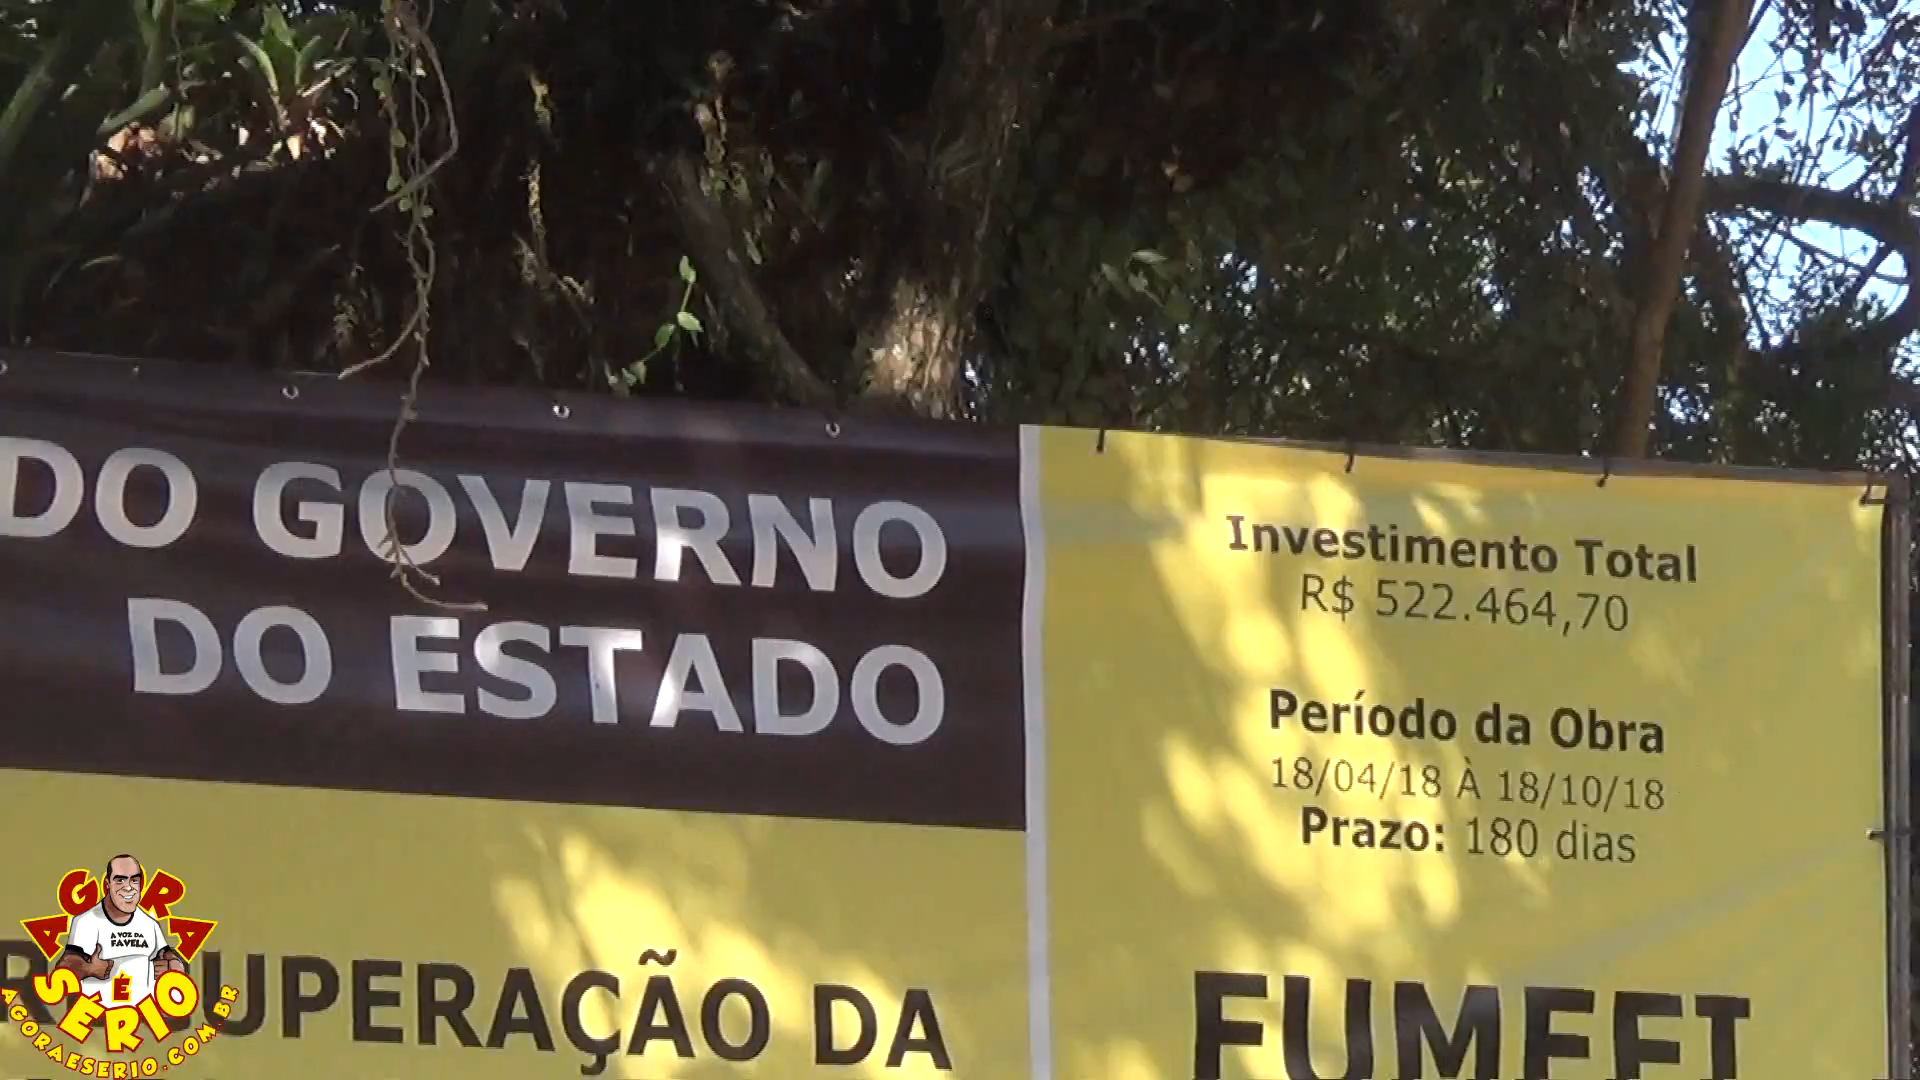 DO GOVERNO
DO ESTADO
Investimento Total
R$ 522.464,70
Período da Obra
18/04/18 À 18/10/18
Prazo: 180 dias
UPERAÇÃO DA
FUMEFI
AGORA
É
SÉRIO
A VOZ DA
FAVELA
AGORAESERIO.COM.BR